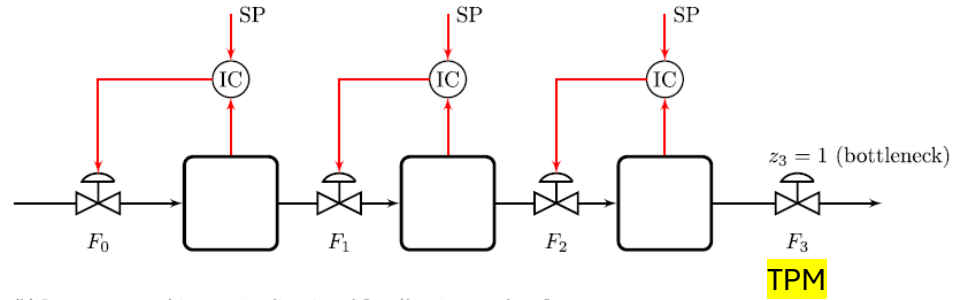 SP SP SP
IC IC IC
z₃ = 1 (bottleneck)
F₀ F₁ F₂ F₃
TPM